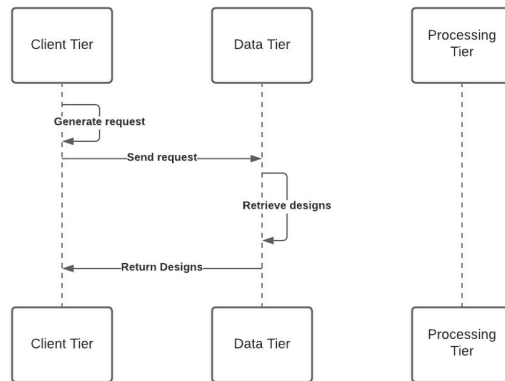 Client Tier
Data Tier
Processing
Tier
Generate request
Send request
Retrieve designs
Return Designs
Client Tier
Data Tier
Processing
Tier